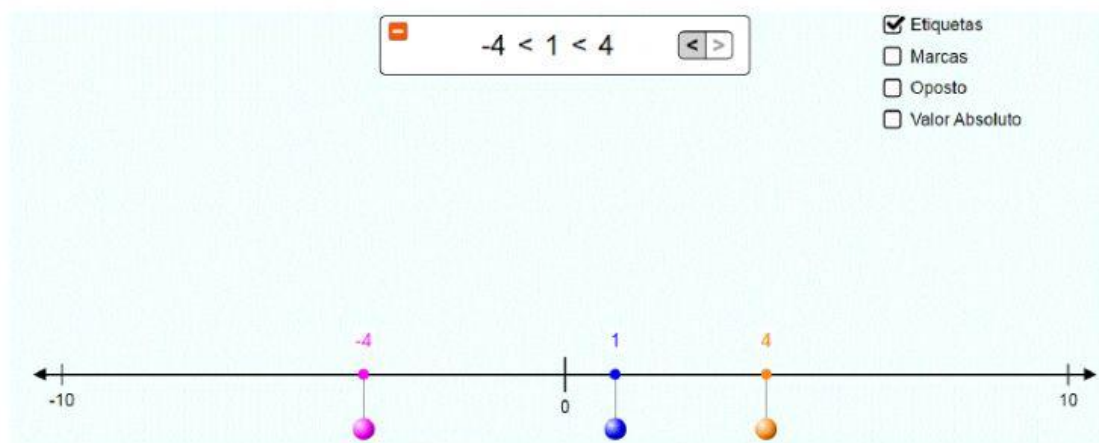 -4 < 1 < 4
< >
Etiquetas
Marcas
Oposto
Valor Absoluto
-4 1 4
-10 0 10